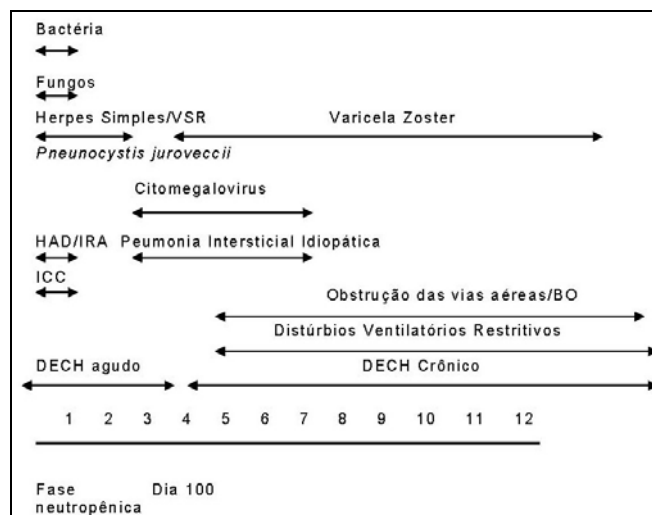 Bactéria
Fungos
Herpes Simples/VSR Varicela Zoster
Pneunocystis juroveccii
Citomegalovirus
HAD/IRA Peumonia Intersticial Idiopática
ICC
Obstrução das vias aéreas/BO
Distúrbios Ventilatórios Restritivos
DECH agudo DECH Crônico
1 2 3 4 5 6 7 8 9 10 11 12
Fase Dia 100
neutropênica